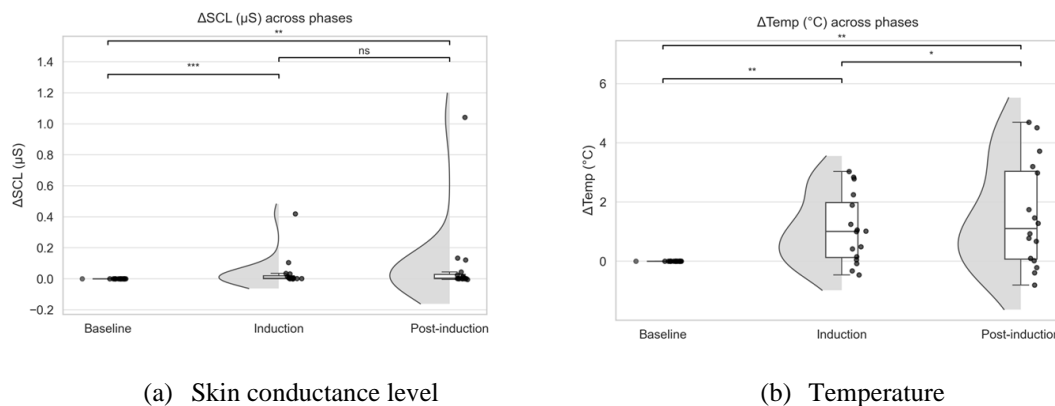 ΔSCL (µS) across phases
**
ns
***
1.4
1.2
1.0
0.8
0.6
0.4
0.2
0.0
−0.2
ΔSCL (µS)
Baseline
Induction
Post-induction
(a) Skin conductance level
ΔTemp (°C) across phases
**
*
**
6
4
2
0
ΔTemp (°C)
Baseline
Induction
Post-induction
(b) Temperature